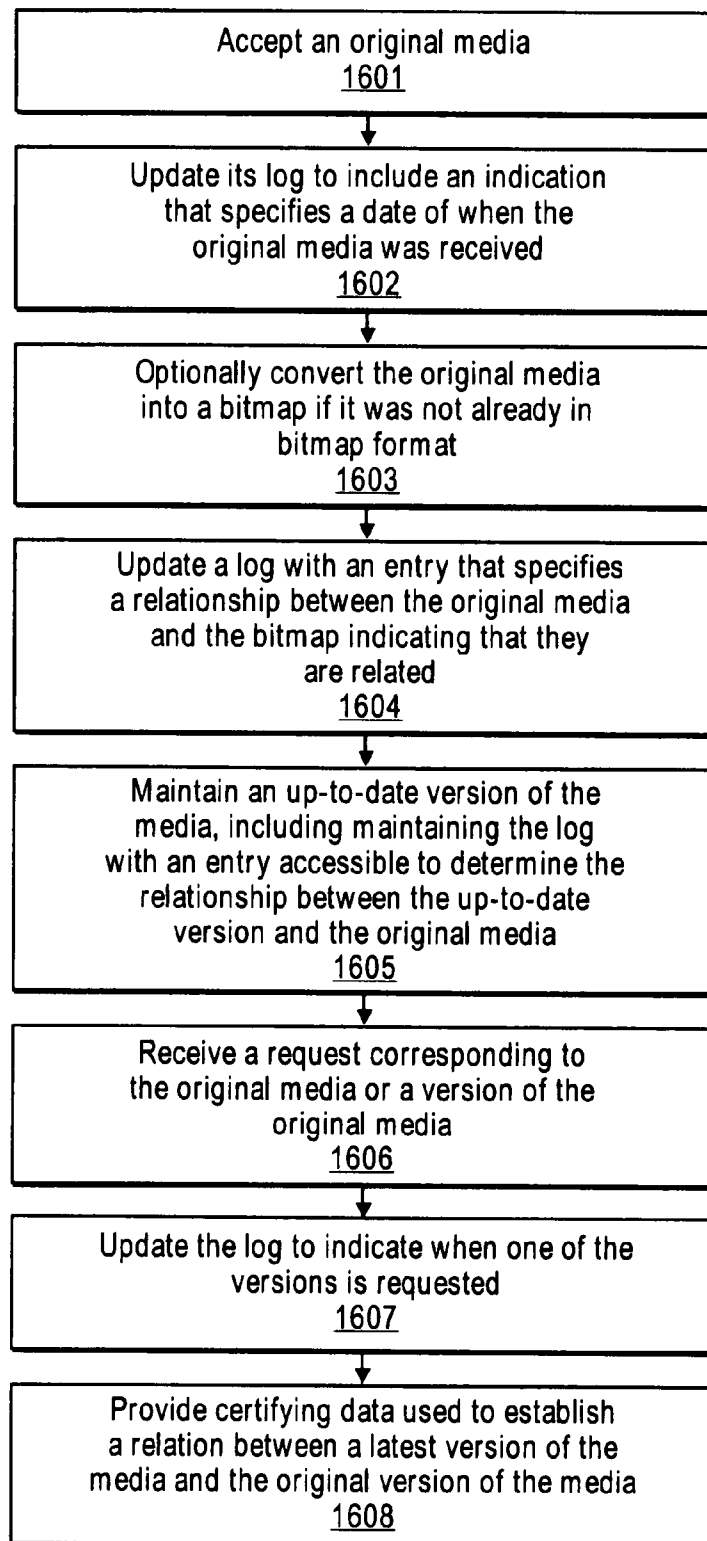 Accept an original media
1601
Update its log to include an indication
that specifies a date of when the
original media was received
1602
Optionally convert the original media
into a bitmap if it was not already in
bitmap format
1603
Update a log with an entry that specifies
a relationship between the original media
and the bitmap indicating that they
are related
1604
Maintain an up-to-date version of the
media, including maintaining the log
with an entry accessible to determine the
relationship between the up-to-date
version and the original media
1605
Receive a request corresponding to
the original media or a version of the
original media
1606
Update the log to indicate when one of the
versions is requested
1607
Provide certifying data used to establish
a relation between a latest version of the
media and the original version of the media
1608